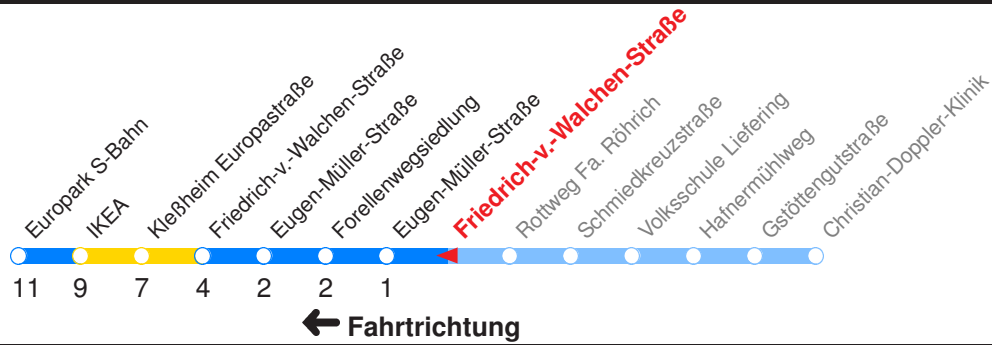 Europark S-Bahn
IKEA
Kleßheim Europastraße
Friedrich-v.-Walchen-Straße
Eugen-Müller-Straße
Forellenwegsiedlung
Eugen-Müller-Straße
Friedrich-v.-Walchen-Straße
Rottweg Fa. Röhrich
Schmiedkreuzstraße
Volksschule Liefering
Hafnermühlweg
Gstöttengutstraße
Christian-Doppler-Klinik
11 9 7 4 2 2 1
Fahrtrichtung